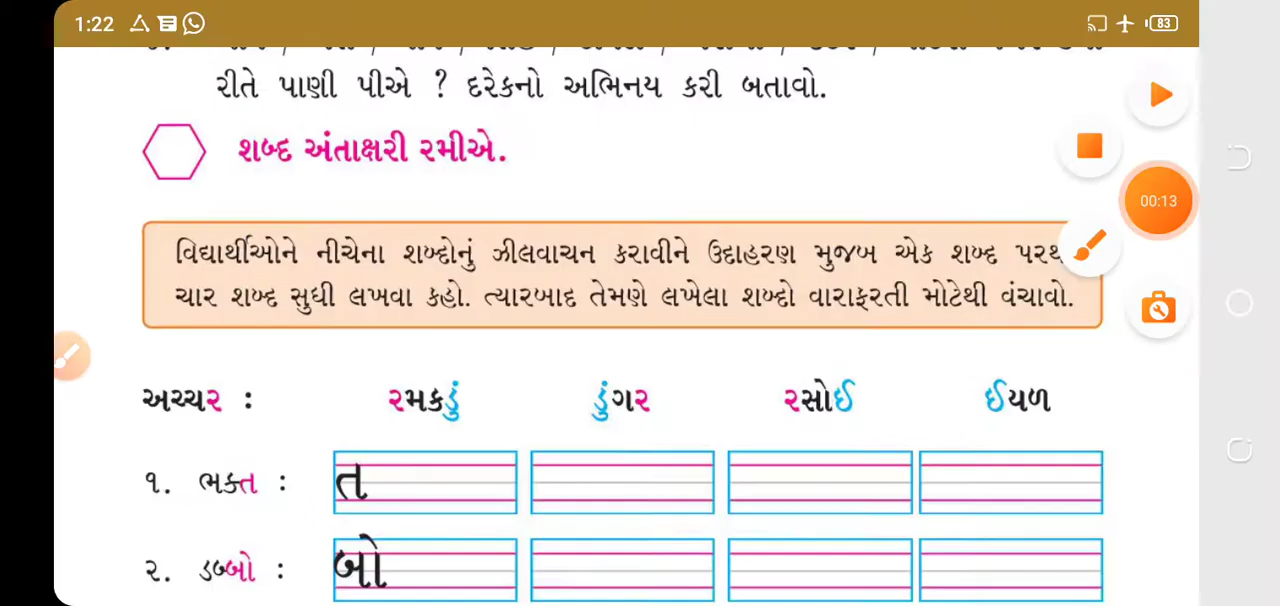 1:22 83
રીતે પાણી પીએ ? દરેકનો અભિનય કરી બતાવો.
શબ્દ અંતાક્ષરી રમીએ.
00:13
વિદ્યાર્થીઓને નીચેના શબ્દોનું ઝીલવાચન કરાવીને ઉદાહરણ મુજબ એક શબ્દ
ચાર શબ્દ સુધી લખવા કહો. ત્યારબાદ તેમણે લખેલા શબ્દો વારાફરતી મોટેથી વંચાવો.
અચ્ચર : રમકડું ડુંગર રસોઈ ઈયળ
૧. ભક્ત : ત
૨. ડબ્બો : બો